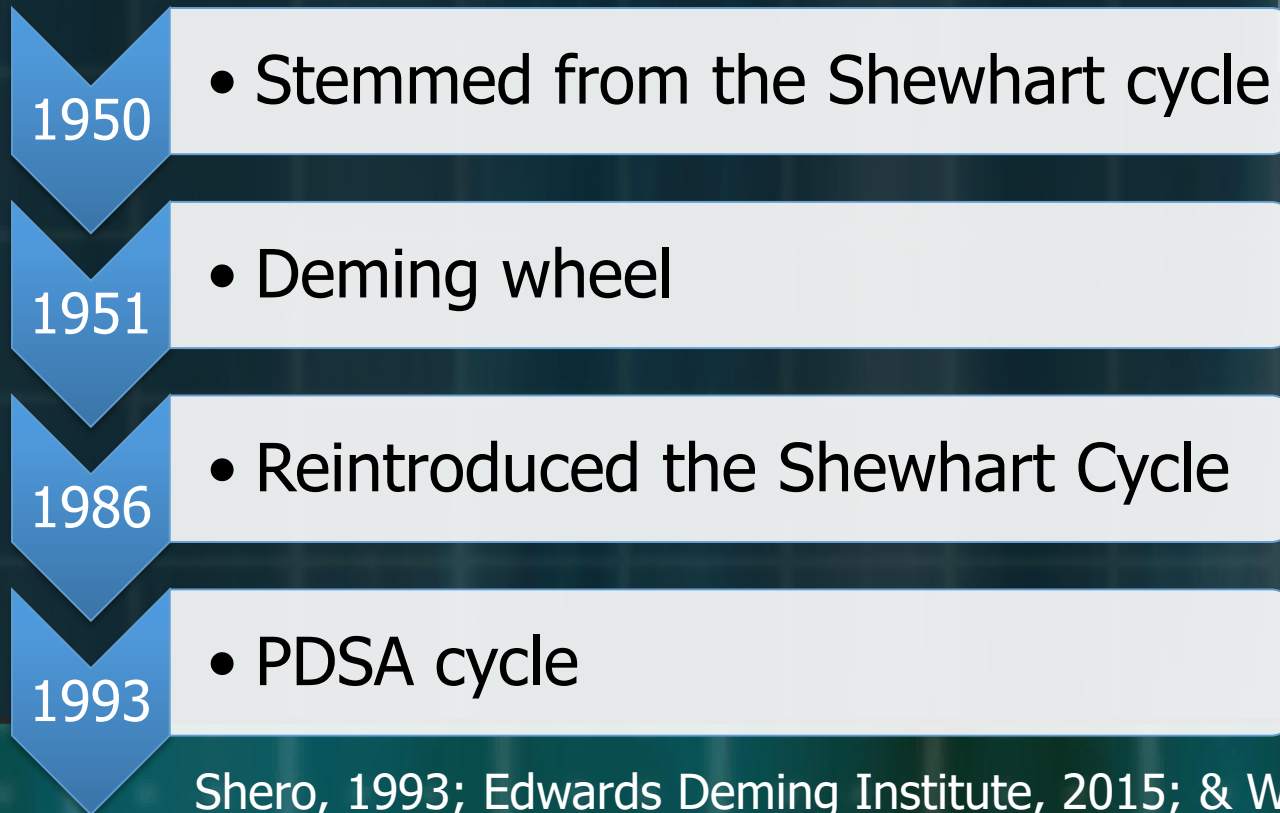 1950
• Stemmed from the Shewhart cycle
1951
• Deming wheel
1986
• Reintroduced the Shewhart Cycle
1993
• PDSA cycle
Shero, 1993; Edwards Deming Institute, 2015; & W